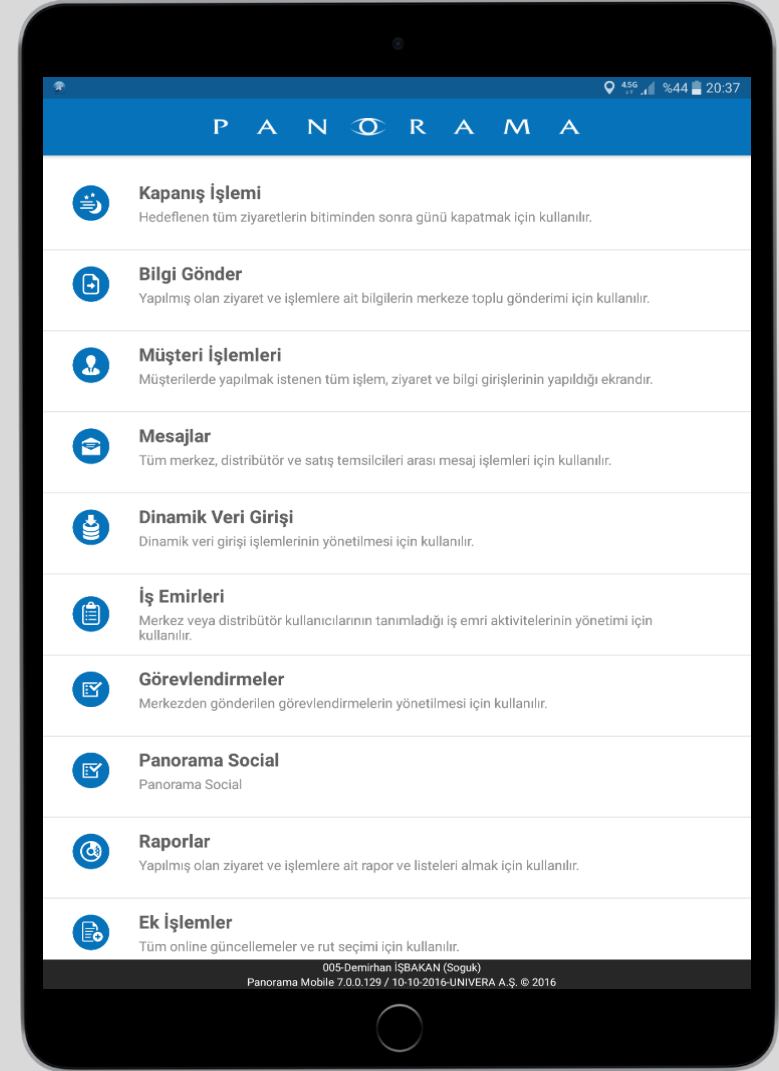 4.5G %44 20:37
PANORAMA
Kapanış İşlemi
Hedeflenen tüm ziyaretlerin bitiminden sonra günü kapatmak için kullanılır.
Bilgi Gönder
Yapılmış olan ziyaret ve işlemlere ait bilgilerin merkeze toplu gönderimi için kullanılır.
Müşteri İşlemleri
Müşterilerde yapılmak istenen tüm işlem, ziyaret ve bilgi girişlerinin yapıldığı ekrandır.
Mesajlar
Tüm merkez, distribütör ve satış temsilcileri arası mesaj işlemleri için kullanılır.
Dinamik Veri Girişi
Dinamik veri girişi işlemlerinin yönetilmesi için kullanılır.
İş Emirleri
Merkez veya distribütör kullanıcılarının tanımladığı iş emri aktivitelerinin yönetimi için
kullanılır.
Görevlendirmeler
Merkezden gönderilen görevlendirmelerin yönetilmesi için kullanılır.
Panorama Social
Panorama Social
Raporlar
Yapılmış olan ziyaret ve işlemlere ait rapor ve listeleri almak için kullanılır.
Ek İşlemler
Tüm online güncellemeler ve rut seçimi için kullanılır.
005-Demirhan İŞBAKAN (Soguk)
Panorama Mobile 7.0.0.129 / 10-10-2016-UNIVERA A.Ş. © 2016